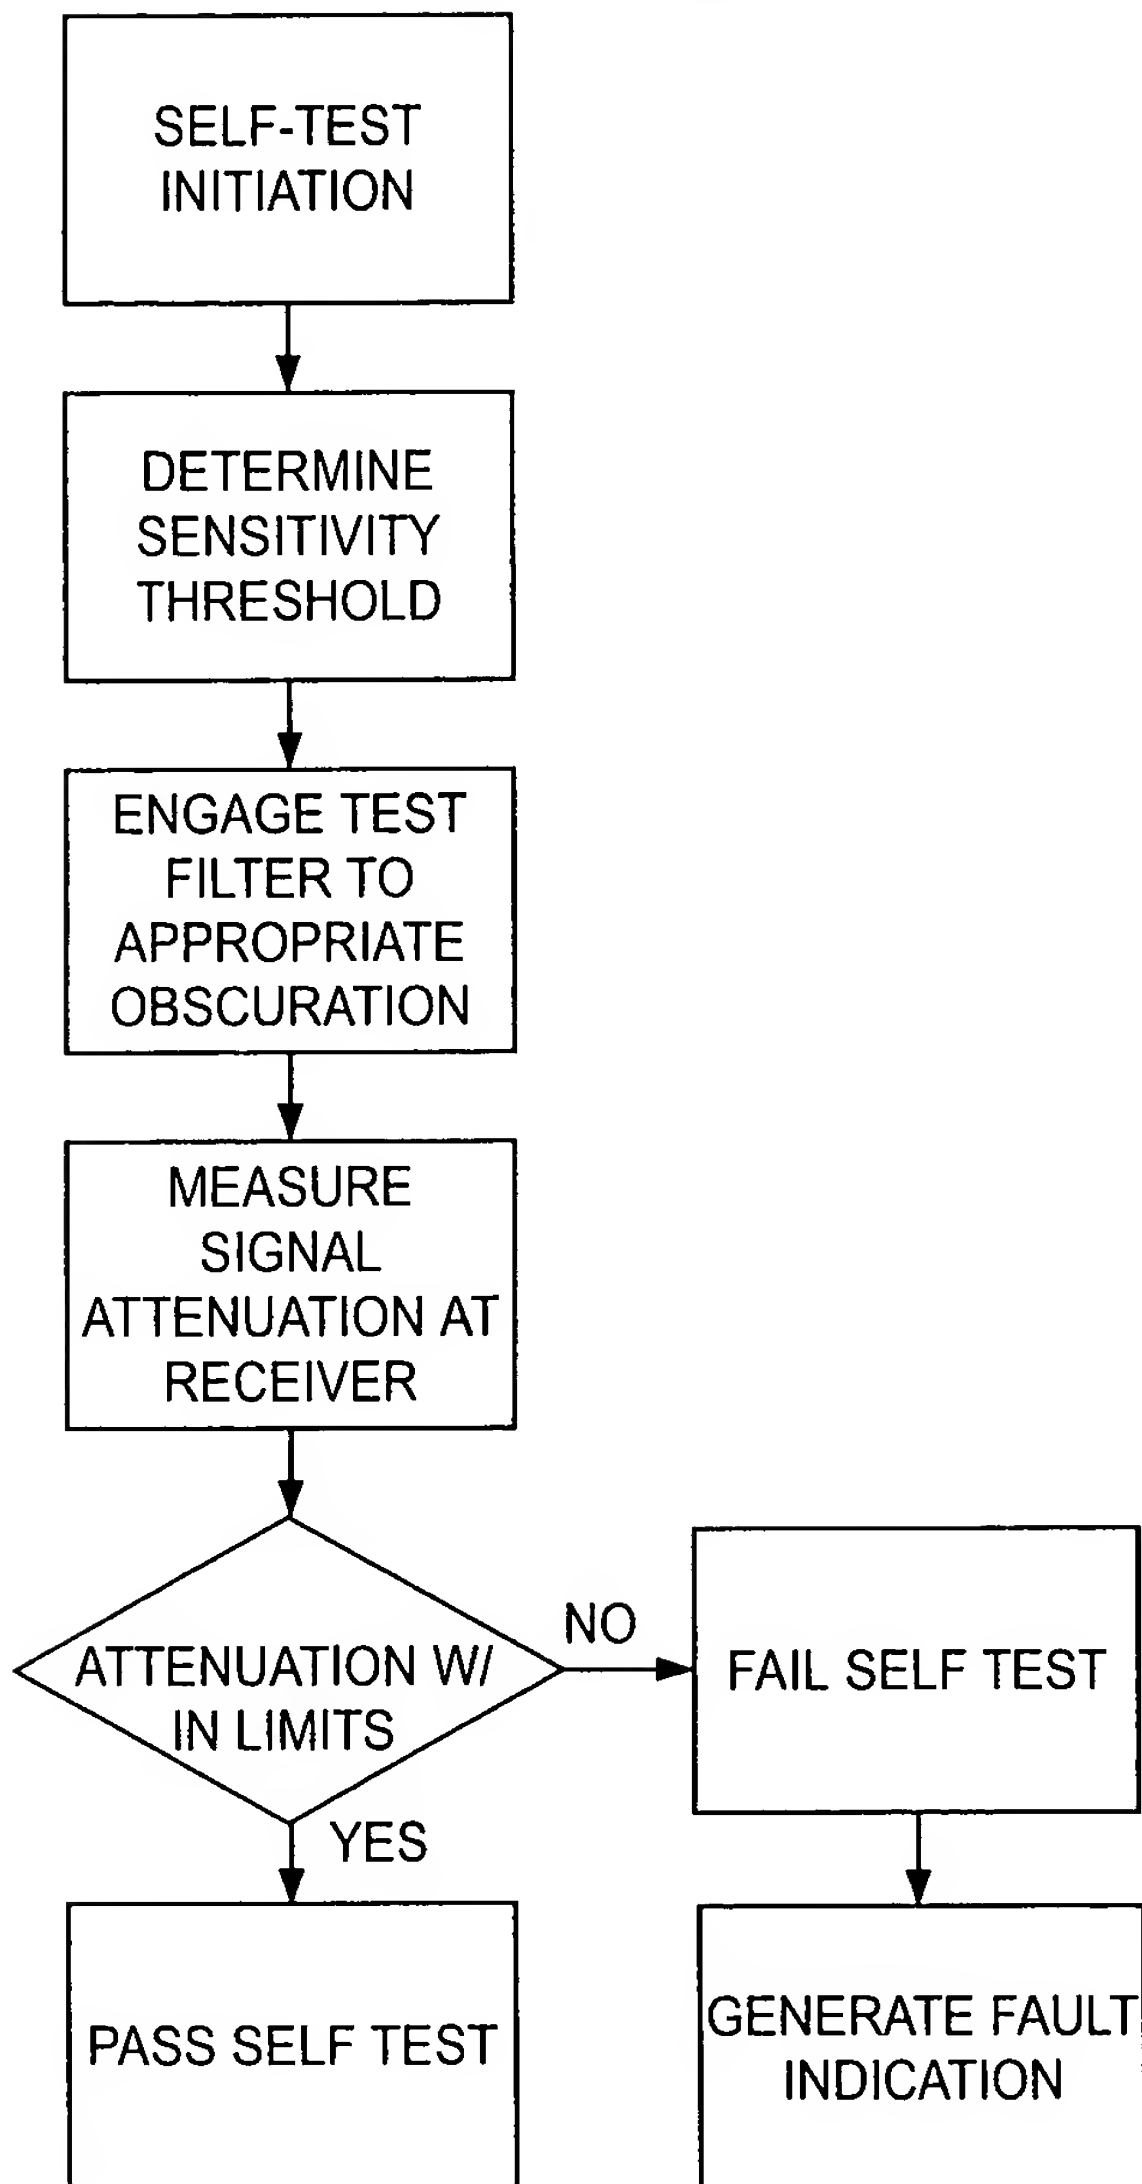 SELF-TEST
INITIATION
DETERMINE
SENSITIVITY
THRESHOLD
ENGAGE TEST
FILTER TO
APPROPRIATE
OBSCURATION
MEASURE
SIGNAL
ATTENUATION AT
RECEIVER
ATTENUATION W/
IN LIMITS
NO
FAIL SELF TEST
YES
PASS SELF TEST
GENERATE FAULT
INDICATION